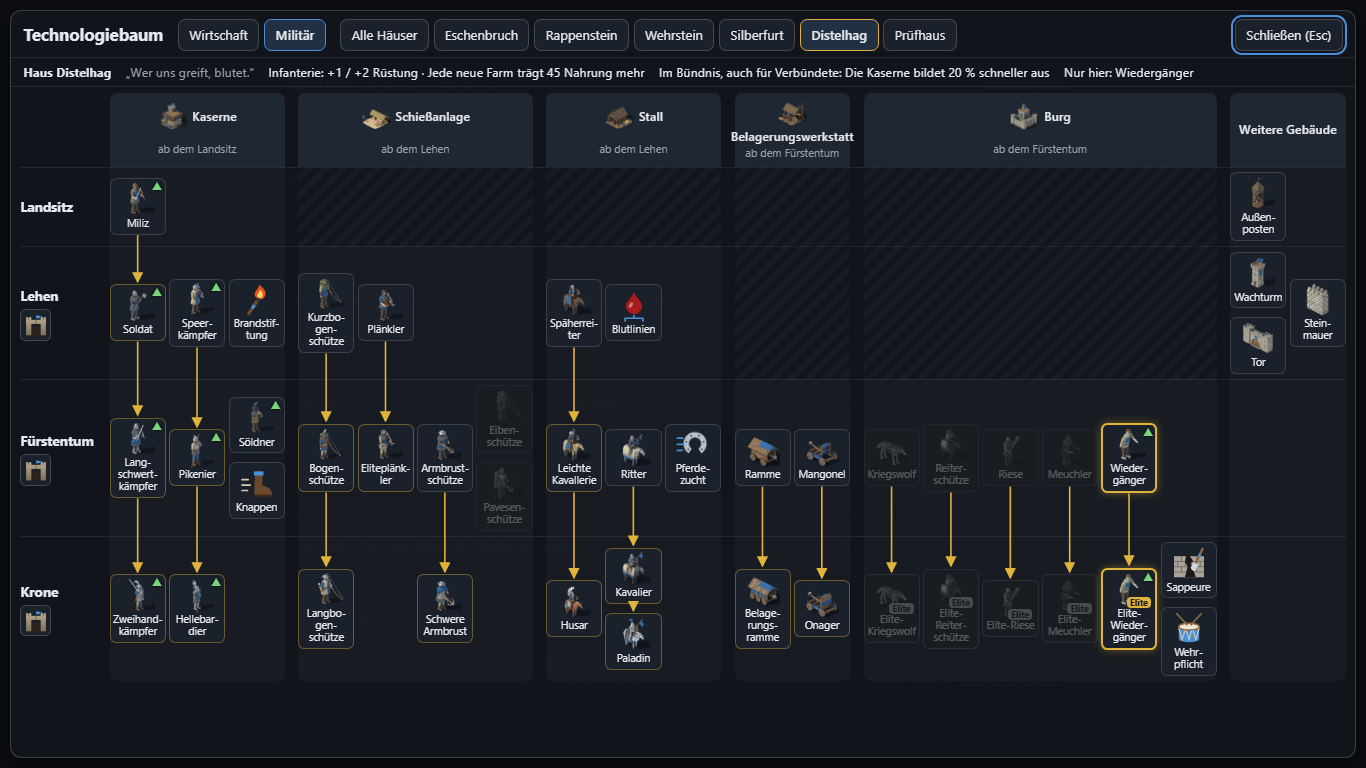 Technologiebaum
Wirtschaft
Militär
Alle Häuser
Eschenbruch
Rappenstein
Wehrstein
Silberfurt
Distelhag
Prüfhaus
Schließen (Esc)
Haus Distelhag „Wer uns greift, blutet.“ Infanterie: +1 / +2 Rüstung · Jede neue Farm trägt 45 Nahrung mehr Im Bündnis, auch für Verbündete: Die Kaserne bildet 20 % schneller aus Nur hier: Wiedergänger
Kaserne
ab dem Landsitz
Schießanlage
ab dem Lehen
Stall
ab dem Lehen
Belagerungswerkstatt
ab dem Fürstentum
Burg
ab dem Fürstentum
Weitere Gebäude
Landsitz
Miliz
Außen-
posten
Lehen
Soldat
Speer-
kämpfer
Brandstif-
tung
Kurzbo-
gen-
schütze
Plänkler
Späherrei-
ter
Blutlinien
Wachturm
Tor
Stein-
mauer
Fürstentum
Lang-
schwert-
kämpfer
Pikenier
Söldner
Knappen
Bogen-
schütze
Eliteplänk-
ler
Armbrust-
schütze
Eiben-
schütze
Pavesen-
schütze
Leichte
Kavallerie
Ritter
Pferde-
zucht
Ramme
Mangonel
Kriegswolf
Reiter-
schütze
Riese
Meuchler
Wieder-
gänger
Krone
Zweihand-
kämpfer
Hellebar-
dier
Langbo-
gen-
schütze
Schwere
Armbrust
Husar
Kavalier
Paladin
Belage-
rungs-
ramme
Onager
Elite
Elite-
Kriegswolf
Elite
Elite-
Reiter-
schütze
Elite
Elite-Riese
Elite
Elite-
Meuchler
Elite
Elite-
Wieder-
gänger
Sappeure
Wehr-
pflicht